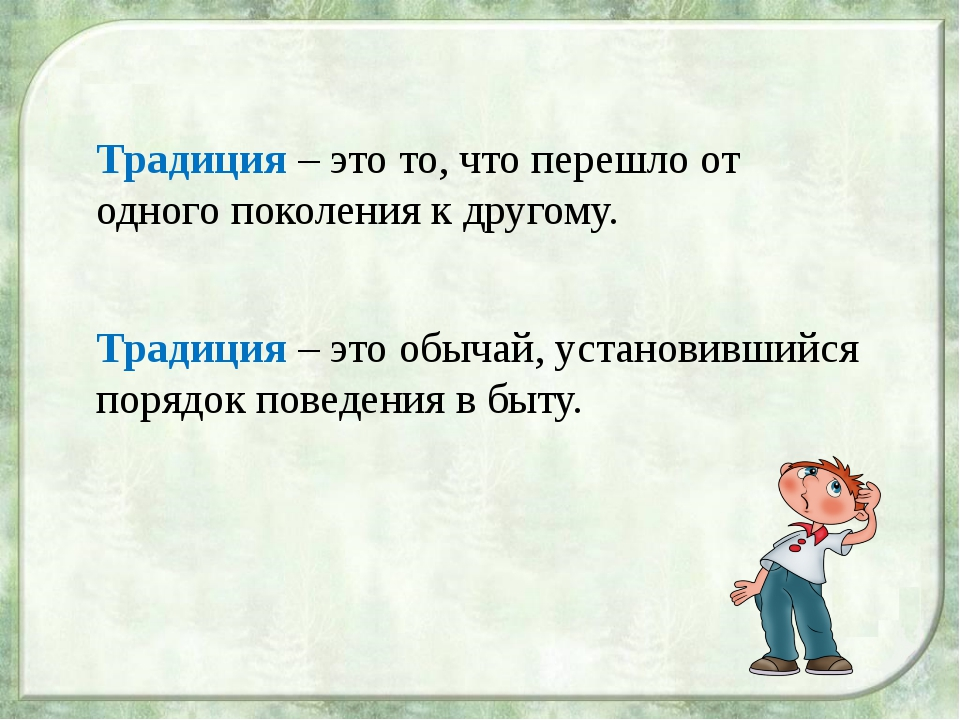 Традиция – это то, что перешло от
одного поколения к другому.
Традиция – это обычай, установившийся
порядок поведения в быту.